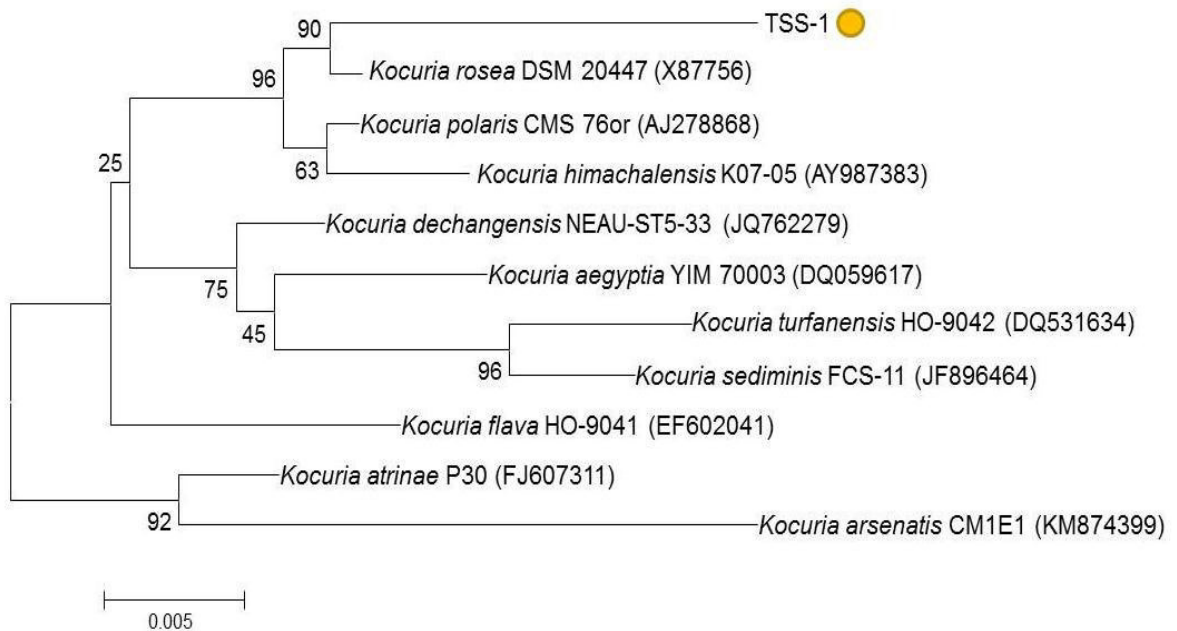 90
TSS-1
96
Kocuria rosea DSM 20447 (X87756)
Kocuria polaris CMS 76or (AJ278868)
25
63
Kocuria himachalensis K07-05 (AY987383)
Kocuria dechangensis NEAU-ST5-33 (JQ762279)
75
Kocuria aegyptia YIM 70003 (DQ059617)
45
Kocuria turfanensis HO-9042 (DQ531634)
96
Kocuria sediminis FCS-11 (JF896464)
Kocuria flava HO-9041 (EF602041)
Kocuria atrinae P30 (FJ607311)
92
Kocuria arsenatis CM1E1 (KM874399)
0.005